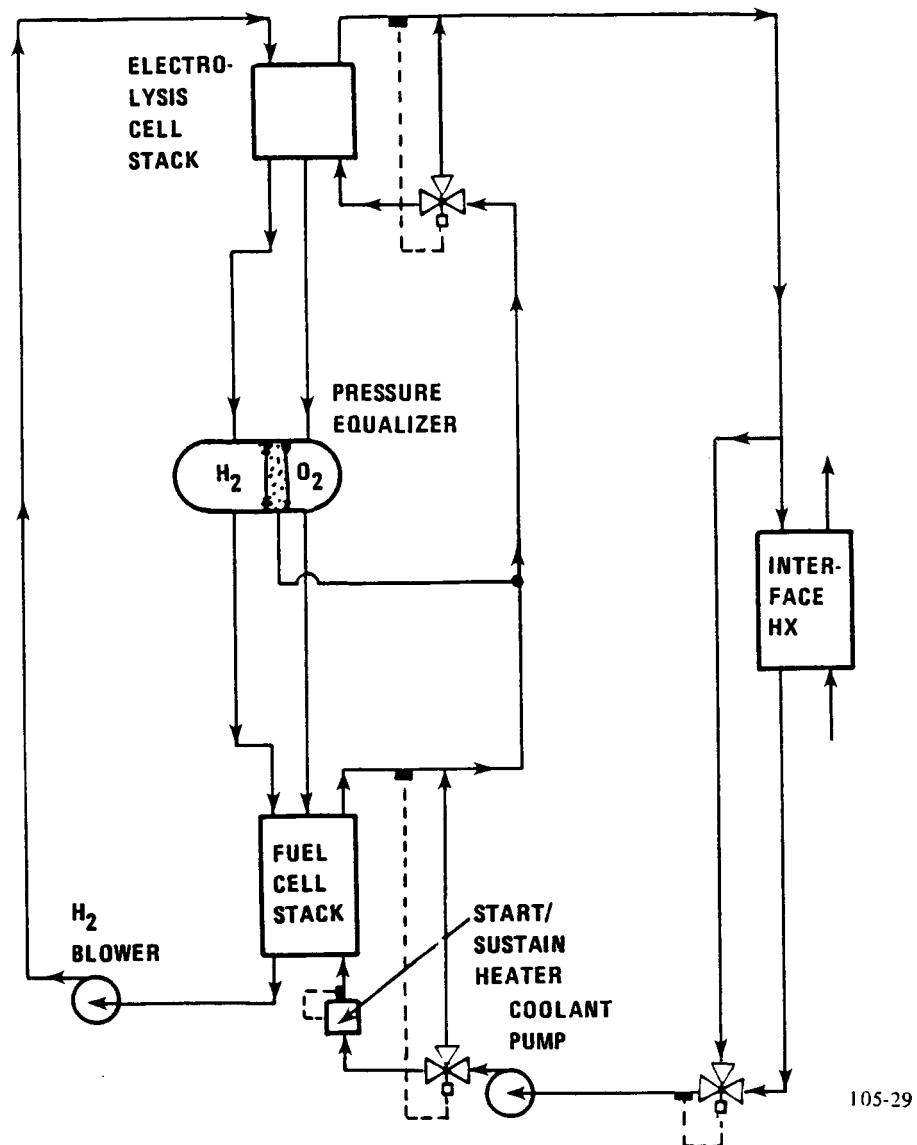 ELECTRO-
LYSIS
CELL
STACK
PRESSURE
EQUALIZER
H2
O2
INTER-
FACE
HX
FUEL
CELL
STACK
H2
BLOWER
START/
SUSTAIN
HEATER
COOLANT
PUMP
105-29